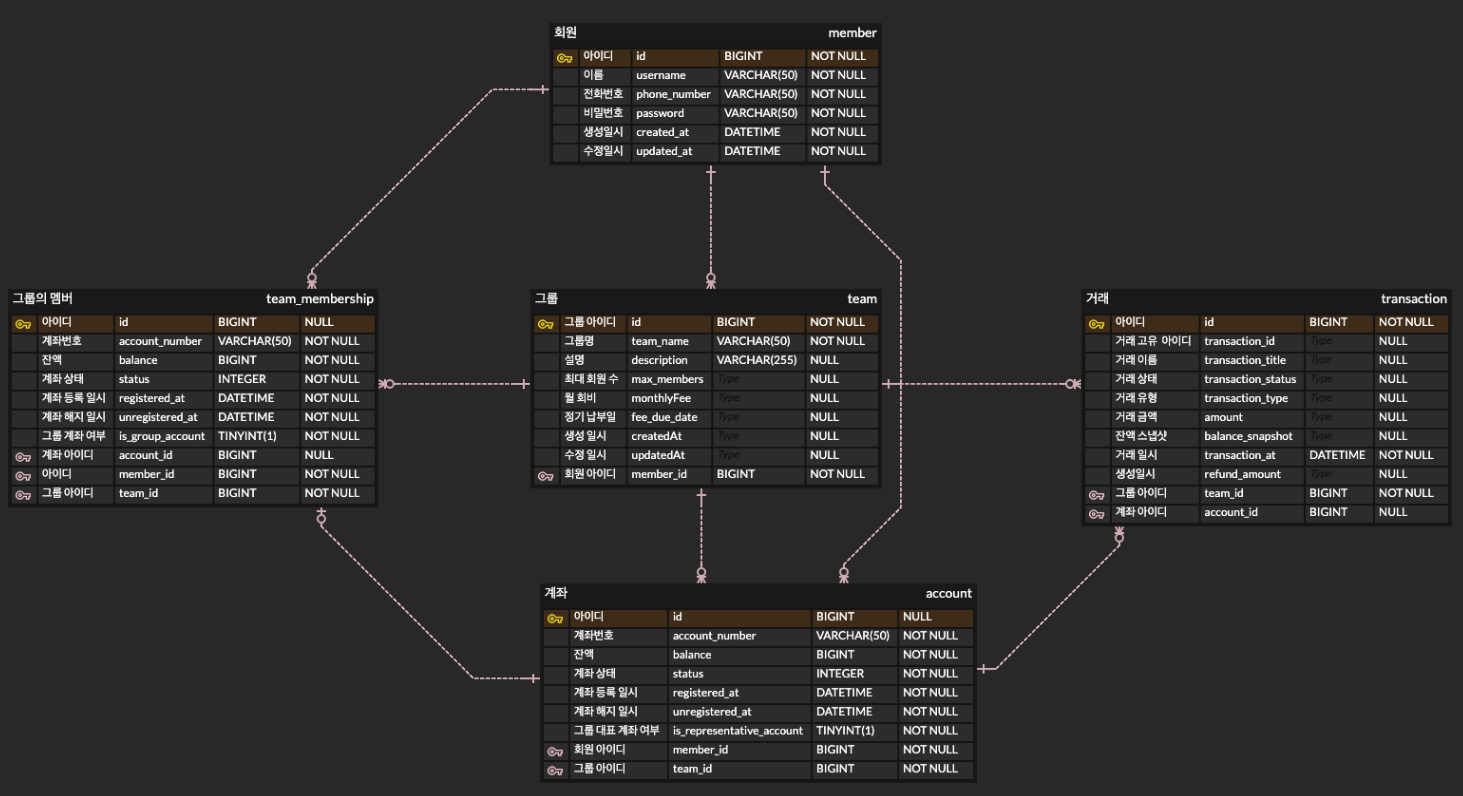 회원 member
아이디 id BIGINT NOT NULL
이름 username VARCHAR(50) NOT NULL
전화번호 phone_number VARCHAR(50) NOT NULL
비밀번호 password VARCHAR(50) NOT NULL
생성일시 created_at DATETIME NOT NULL
수정일시 updated_at DATETIME NOT NULL
그룹의 멤버 team_membership
아이디 id BIGINT NULL
계좌번호 account_number VARCHAR(50) NOT NULL
잔액 balance BIGINT NOT NULL
계좌 상태 status INTEGER NOT NULL
계좌 등록 일시 registered_at DATETIME NOT NULL
계좌 해지 일시 unregistered_at DATETIME NOT NULL
그룹 계좌 여부 is_group_account TINYINT(1) NOT NULL
계좌 아이디 account_id BIGINT NULL
아이디 member_id BIGINT NOT NULL
그룹 아이디 team_id BIGINT NOT NULL
그룹 team
그룹 아이디 id BIGINT NOT NULL
그룹명 team_name VARCHAR(50) NOT NULL
설명 description VARCHAR(255) NULL
최대 회원 수 max_members Type NULL
월 회비 monthlyFee Type NULL
정기 납부일 fee_due_date Type NULL
생성 일시 createdAt Type NULL
수정 일시 updatedAt Type NULL
회원 아이디 member_id BIGINT NOT NULL
거래 transaction
아이디 id BIGINT NOT NULL
거래 고유 아이디 transaction_id Type NULL
거래 이름 transaction_title Type NULL
거래 상태 transaction_status Type NULL
거래 유형 transaction_type Type NULL
거래 금액 amount Type NULL
잔액 스냅샷 balance_snapshot Type NULL
거래 일시 transaction_at DATETIME NOT NULL
생성일시 refund_amount Type NULL
그룹 아이디 team_id BIGINT NOT NULL
계좌 아이디 account_id BIGINT NULL
계좌 account
아이디 id BIGINT NULL
계좌번호 account_number VARCHAR(50) NOT NULL
잔액 balance BIGINT NOT NULL
계좌 상태 status INTEGER NOT NULL
계좌 등록 일시 registered_at DATETIME NOT NULL
계좌 해지 일시 unregistered_at DATETIME NOT NULL
그룹 대표 계좌 여부 is_representative_account TINYINT(1) NOT NULL
회원 아이디 member_id BIGINT NOT NULL
그룹 아이디 team_id BIGINT NOT NULL